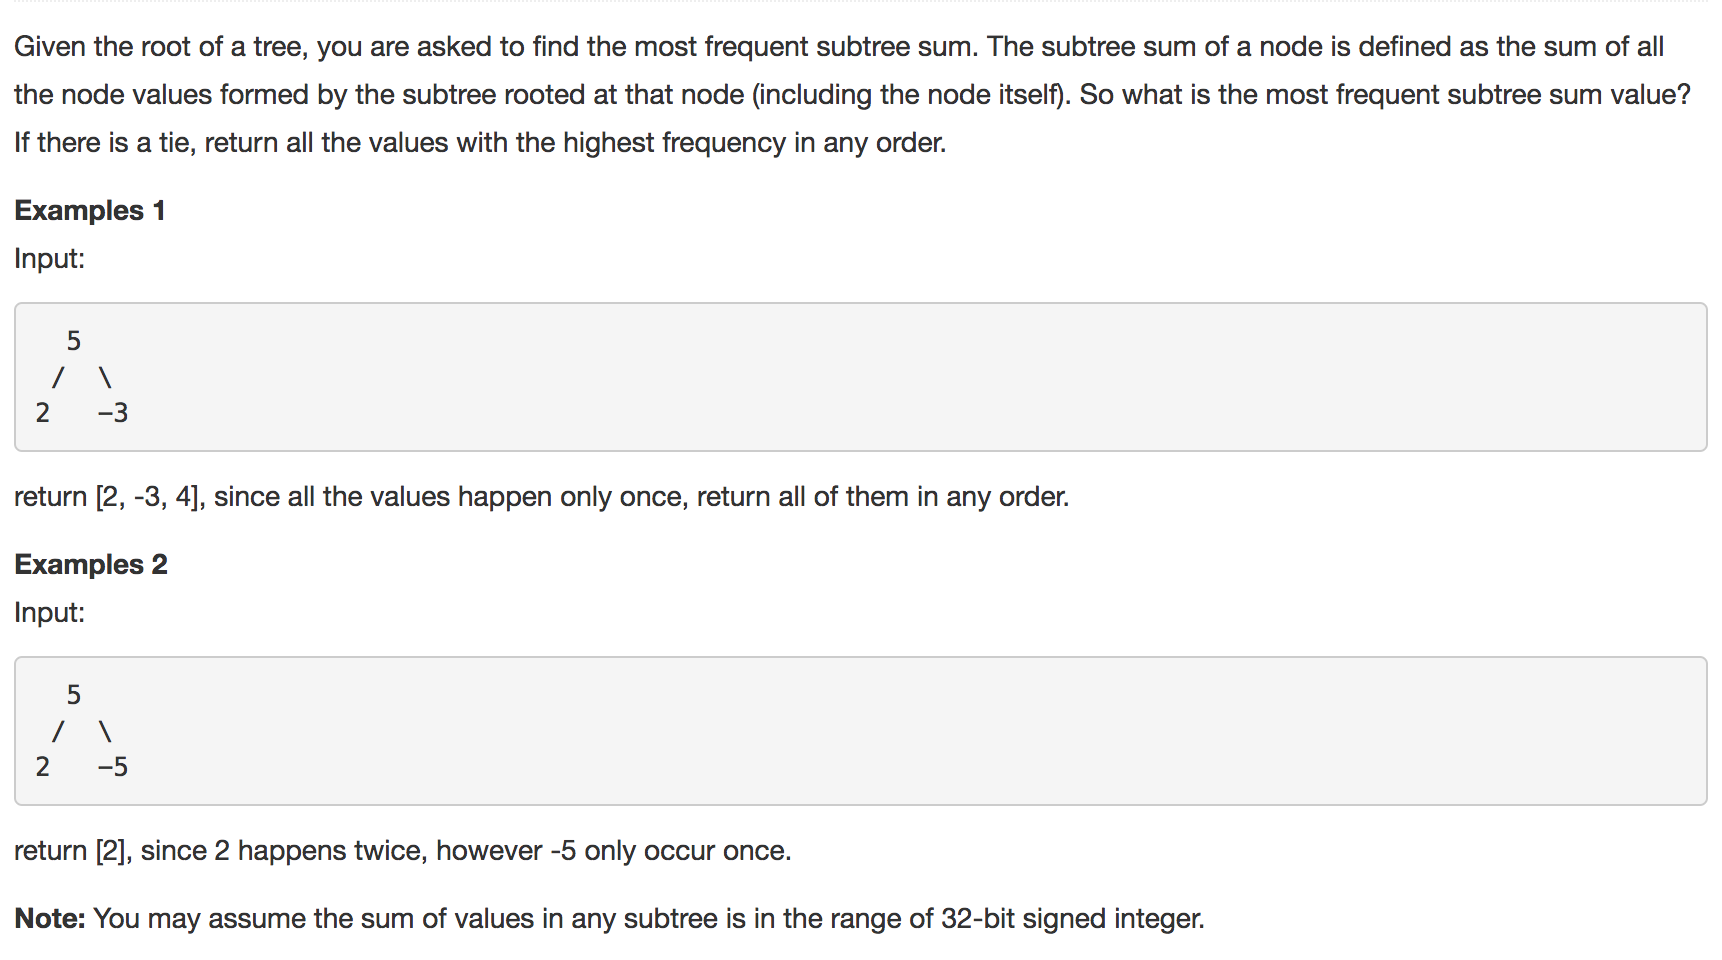 Given the root of a tree, you are asked to find the most frequent subtree sum. The subtree sum of a node is defined as the sum of all
the node values formed by the subtree rooted at that node (including the node itself). So what is the most frequent subtree sum value?
If there is a tie, return all the values with the highest frequency in any order.
Examples 1
Input:
5
/ \
2 -3
return [2, -3, 4], since all the values happen only once, return all of them in any order.
Examples 2
Input:
5
/ \
2 -5
return [2], since 2 happens twice, however -5 only occur once.
Note: You may assume the sum of values in any subtree is in the range of 32-bit signed integer.